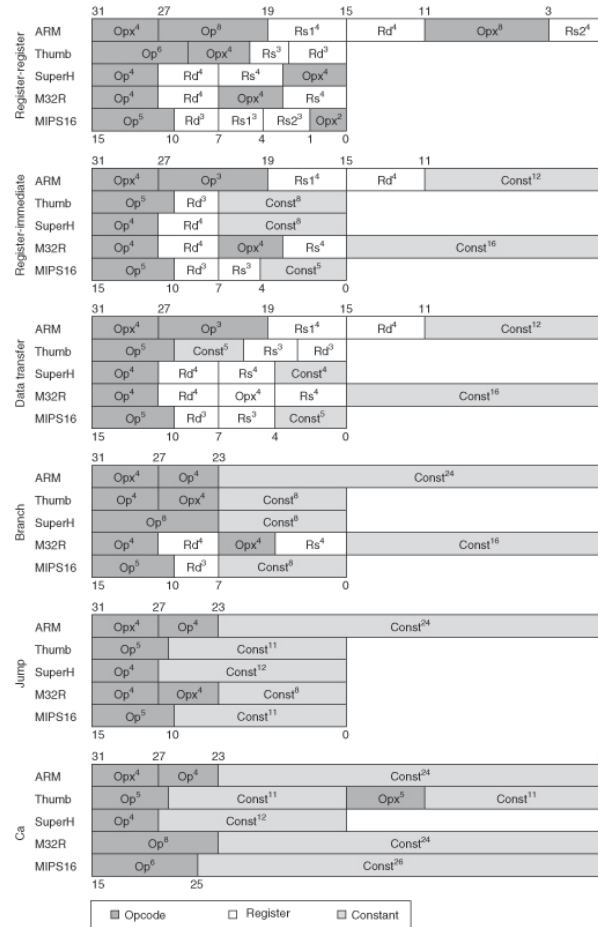 Register-register
31 27 19 15 11 3
ARM Opx⁴ Op⁸ Rs1⁴ Rd⁴ Opx⁸ Rs2⁴
Thumb Op⁶ Opx⁴ Rs³ Rd³
SuperH Op⁴ Rd⁴ Rs⁴ Opx⁴
M32R Op⁴ Rd⁴ Opx⁴ Rs⁴
MIPS16 Op⁵ Rd³ Rs1³ Rs2³ Opx²
15 10 7 4 1 0
Register-immediate
31 27 19 15 11
ARM Opx⁴ Op³ Rs1⁴ Rd⁴ Const¹²
Thumb Op⁵ Rd³ Const⁸
SuperH Op⁴ Rd⁴ Const⁸
M32R Op⁴ Rd⁴ Opx⁴ Rs⁴ Const¹⁶
MIPS16 Op⁵ Rd³ Rs³ Const⁵
15 10 7 4 0
Data transfer
31 27 19 15 11
ARM Opx⁴ Op³ Rs1⁴ Rd⁴ Const¹²
Thumb Op⁵ Const⁵ Rs³ Rd³
SuperH Op⁴ Rd⁴ Rs⁴ Const⁴
M32R Op⁴ Rd⁴ Opx⁴ Rs⁴ Const¹⁶
MIPS16 Op⁵ Rd³ Rs³ Const⁵
15 10 7 4 0
Branch
31 27 23
ARM Opx⁴ Op⁴ Const²⁴
Thumb Op⁴ Opx⁴ Const⁸
SuperH Op⁸ Const⁸
M32R Op⁴ Rd⁴ Opx⁴ Rs⁴ Const¹⁶
MIPS16 Op⁵ Rd³ Const⁸
15 10 7 0
Jump
31 27 23
ARM Opx⁴ Op⁴ Const²⁴
Thumb Op⁵ Const¹¹
SuperH Op⁴ Const¹²
M32R Op⁴ Opx⁴ Const⁸
MIPS16 Op⁵ Const¹¹
10 0
Ca
31 27 23
ARM Opx⁴ Op⁴ Const²⁴
Thumb Op⁵ Const¹¹ Opx⁵ Const¹¹
SuperH Op⁴ Const¹²
M32R Op⁸ Const²⁴
MIPS16 Op⁶ Const²⁶
15 25
Opcode Register Constant